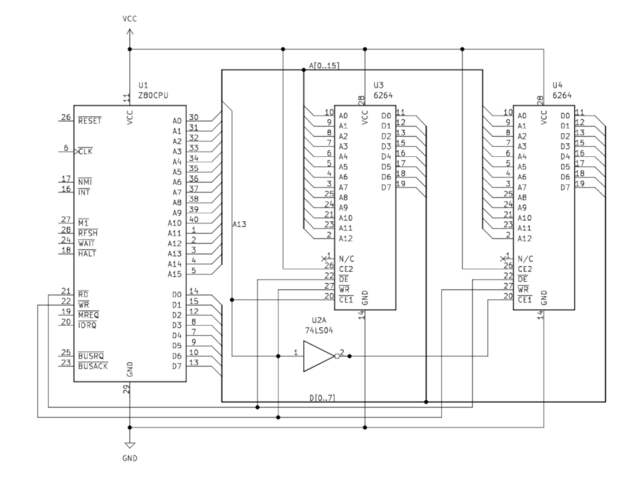 VCC
A[0..15]
U1
Z80CPU
U3
6264
U4
6264
11
VCC
28
VCC
28
VCC
26 RESET
6 CLK
17 NMI
16 INT
27 M1
28 RFSH
24 WAIT
18 HALT
21 RD
22 WR
19 MREQ
20 IORQ
25 BUSRQ
23 BUSACK
A0 30
A1 31
A2 32
A3 33
A4 34
A5 35
A6 36
A7 37
A8 38
A9 39
A10 40
A11 1
A12 2
A13 3
A14 4
A15 5
D0 14
D1 15
D2 12
D3 8
D4 7
D5 9
D6 10
D7 13
GND
29
GND
A13
10 A0 D0 11
9 A1 D1 12
8 A2 D2 13
7 A3 D3 15
6 A4 D4 16
5 A5 D5 17
4 A6 D6 18
3 A7 D7 19
25 A8
24 A9
21 A10
23 A11
2 A12
1 N/C
26 CE2
22 OE
27 WR
20 CE1
GND
14
10 A0 D0 11
9 A1 D1 12
8 A2 D2 13
7 A3 D3 15
6 A4 D4 16
5 A5 D5 17
4 A6 D6 18
3 A7 D7 19
25 A8
24 A9
21 A10
23 A11
2 A12
1 N/C
26 CE2
22 OE
27 WR
20 CE1
GND
14
U2A
74LS04
1 2
D[0..7]